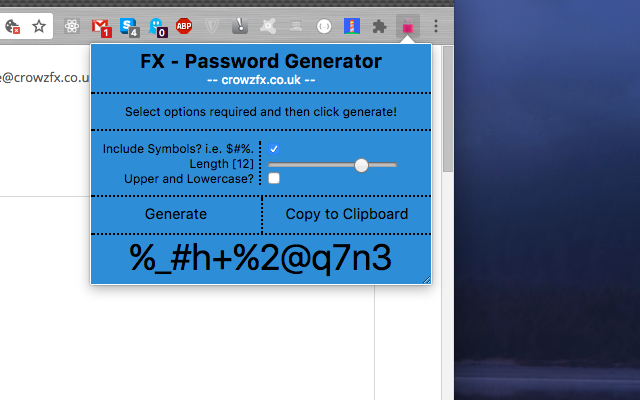 1 4 0 ABP
e@crowzfx.co.u
FX - Password Generator
-- crowzfx.co.uk --
Select options required and then click generate!
Include Symbols? i.e. $#%.
Length [12]
Upper and Lowercase?
Generate Copy to Clipboard
%_#h+%2@q7n3